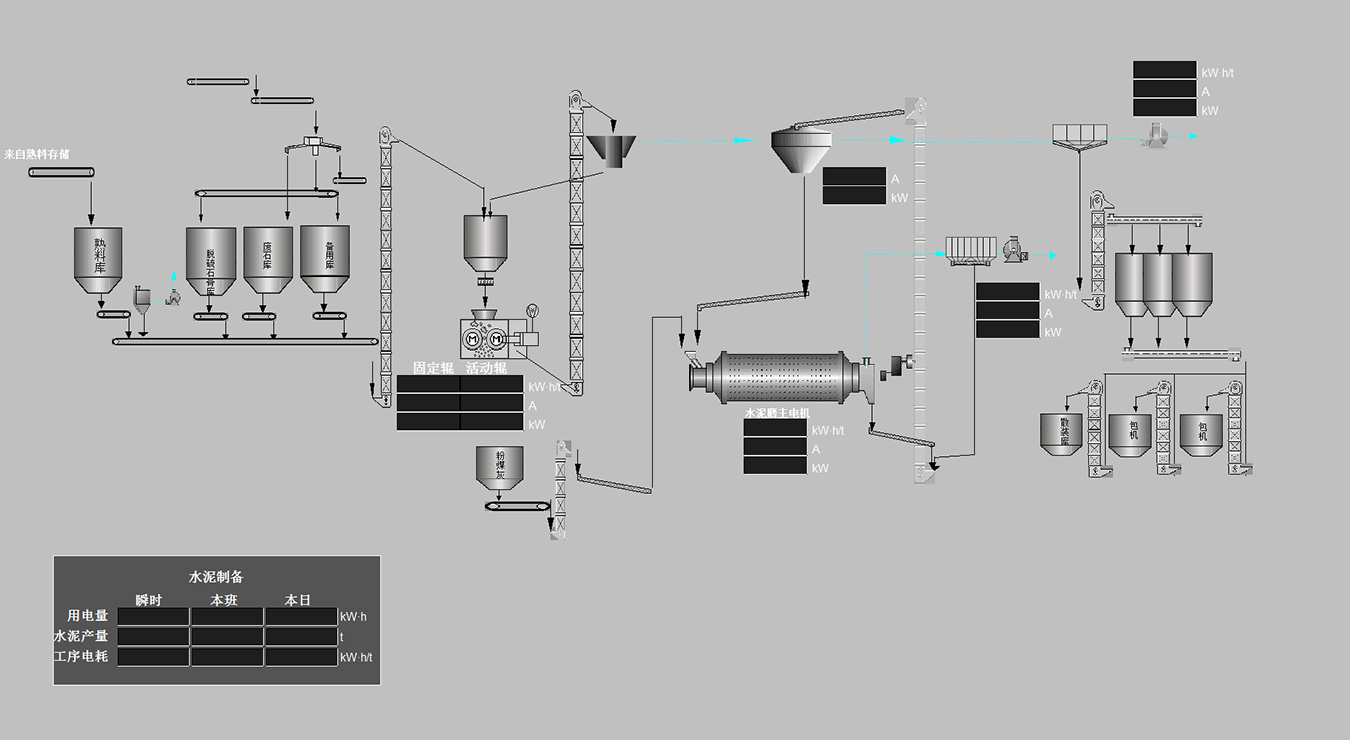 kW·h/t
A
kW
来自熟料存储
A
kW
熟料库
脱硫石膏库
废石库
备用库
kW·h/t
A
kW
M M
固定辊 活动辊
kW·h/t
A
kW
水泥磨主电机
kW·h/t
A
kW
散装库
包机
包机
粉煤灰
水泥制备
瞬时 本班 本日
用电量 kW·h
水泥产量 t
工序电耗 kW·h/t